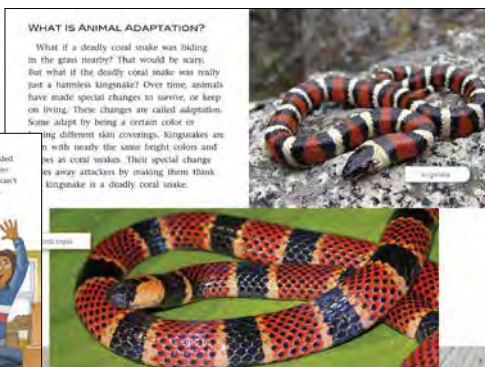 WHAT IS ANIMAL ADAPTATION?
What if a deadly coral snake was hiding
in the grass nearby? That would be scary.
But what if the deadly coral snake was really
just a harmless kingsnake? Over time, animals
have made special changes to survive, or keep
on living. These changes are called adaptation.
Some adapt by being a certain color or
different skin coverings. Kingsnakes are
with nearly the same bright colors and
as coral snakes. Their special change
away attackers by making them think
kingsnake is a deadly coral snake.
kingsnake
snake